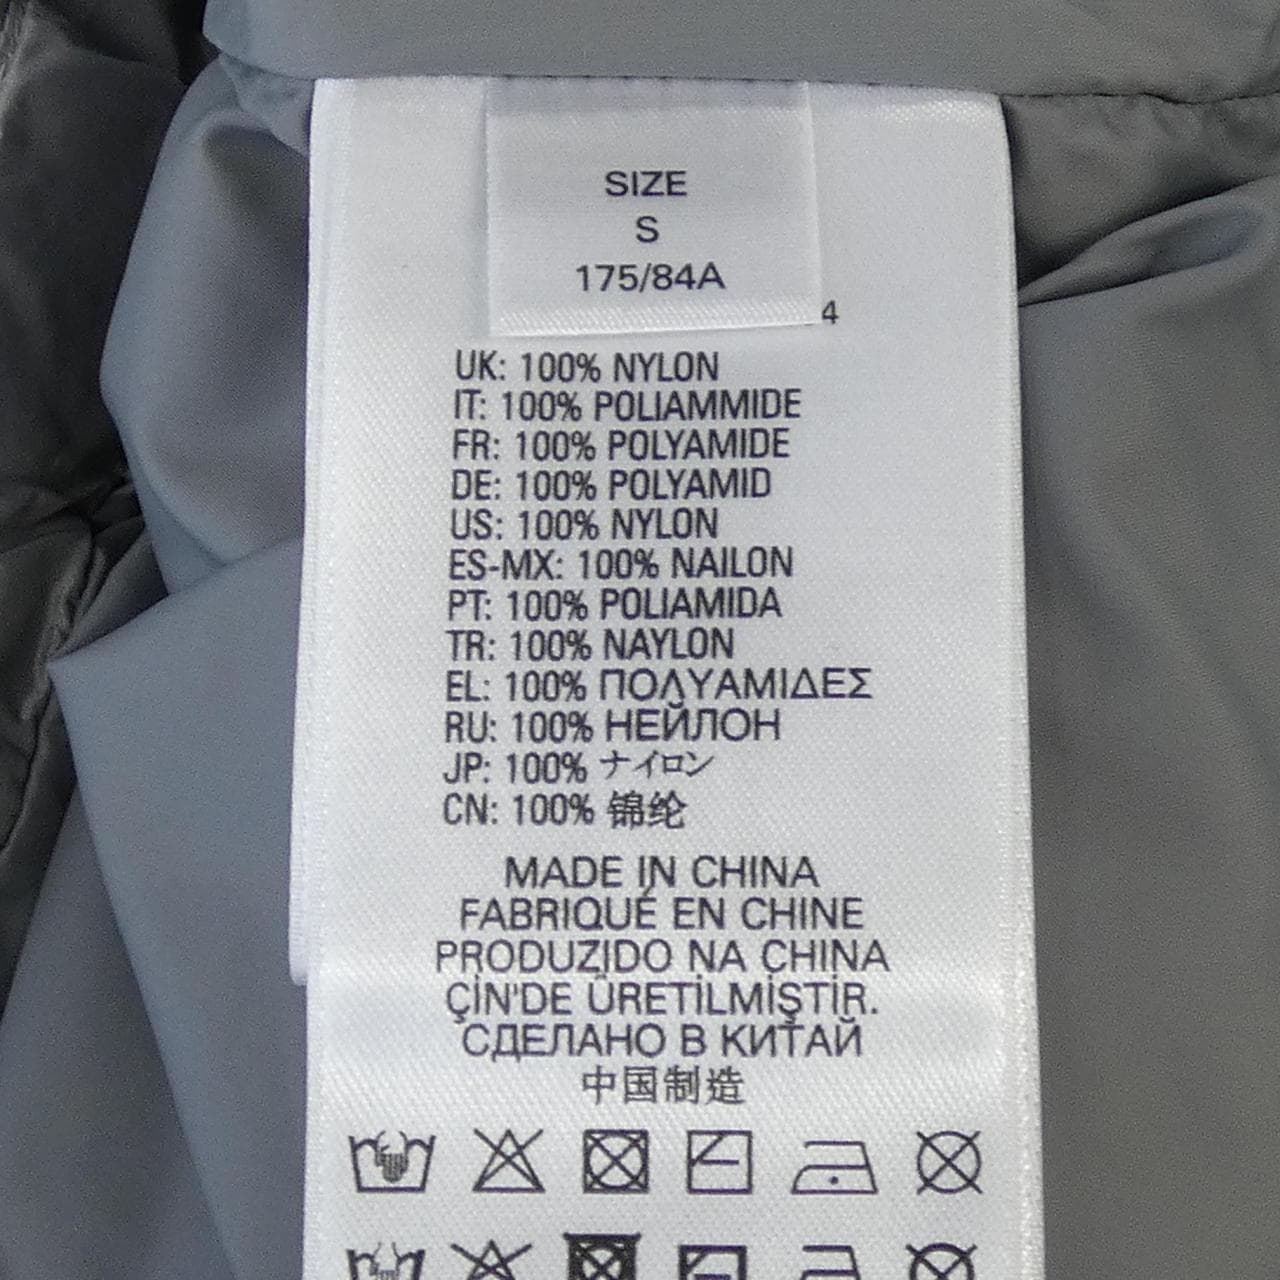 SIZE
S
175/84A
4
UK: 100% NYLON
IT: 100% POLIAMMIDE
FR: 100% POLYAMIDE
DE: 100% POLYAMID
US: 100% NYLON
ES-MX: 100% NAILON
PT: 100% POLIAMIDA
TR: 100% NAYLON
EL: 100% ΠΟΛΥΑΜΙΔΕΣ
RU: 100% НЕЙЛОН
JP: 100% ナイロン
CN: 100% 锦纶
MADE IN CHINA
FABRIQUÉ EN CHINE
PRODUZIDO NA CHINA
ÇİN'DE ÜRETİLMİŞTİR.
СДЕЛАНО В КИТАЙ
中国制造